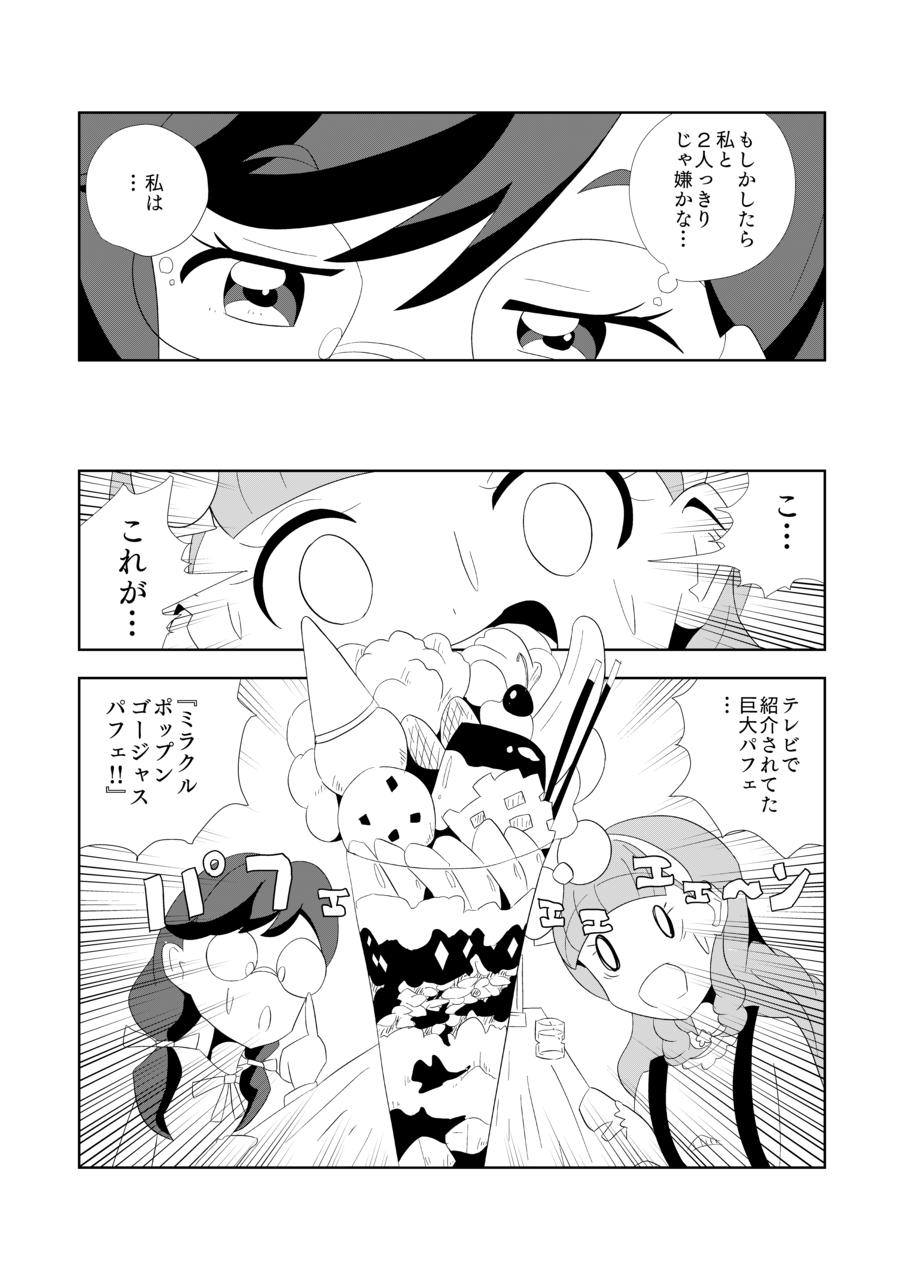 もしかしたら
私と
２人っきり
じゃ嫌かな…
私は
…
こ…
これが…
テレビで
紹介されてた
巨大パフェ
…
『ミラクル
ポップン
ゴージャス
パフェ!!』
パフェ
ェェェェ〜ン